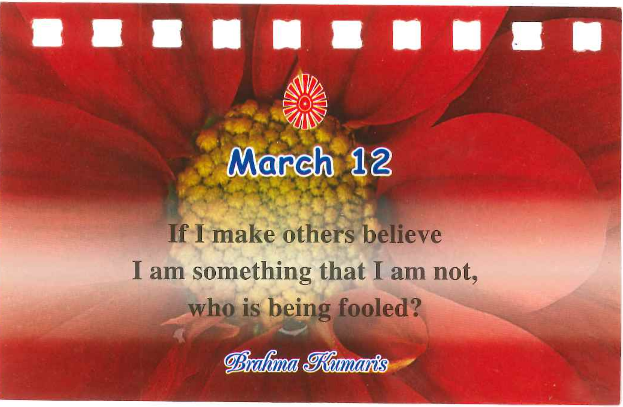 March 12
If I make others believe
I am something that I am not,
who is being fooled?
Brahma Kumaris